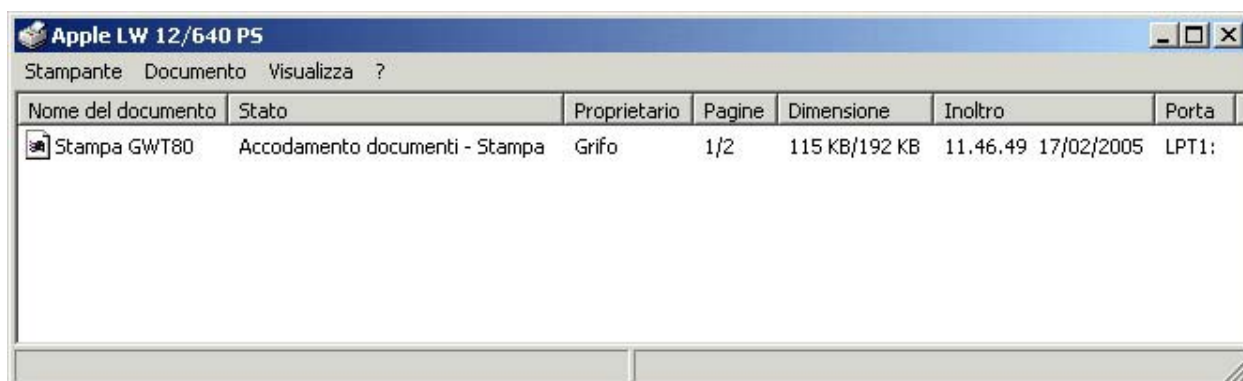 Apple LW 12/640 PS
Stampante Documento Visualizza ?
Nome del documento Stato Proprietario Pagine Dimensione Inoltro Porta
Stampa GWT80 Accodamento documenti - Stampa Grifo 1/2 115 KB/192 KB 11.46.49 17/02/2005 LPT1: